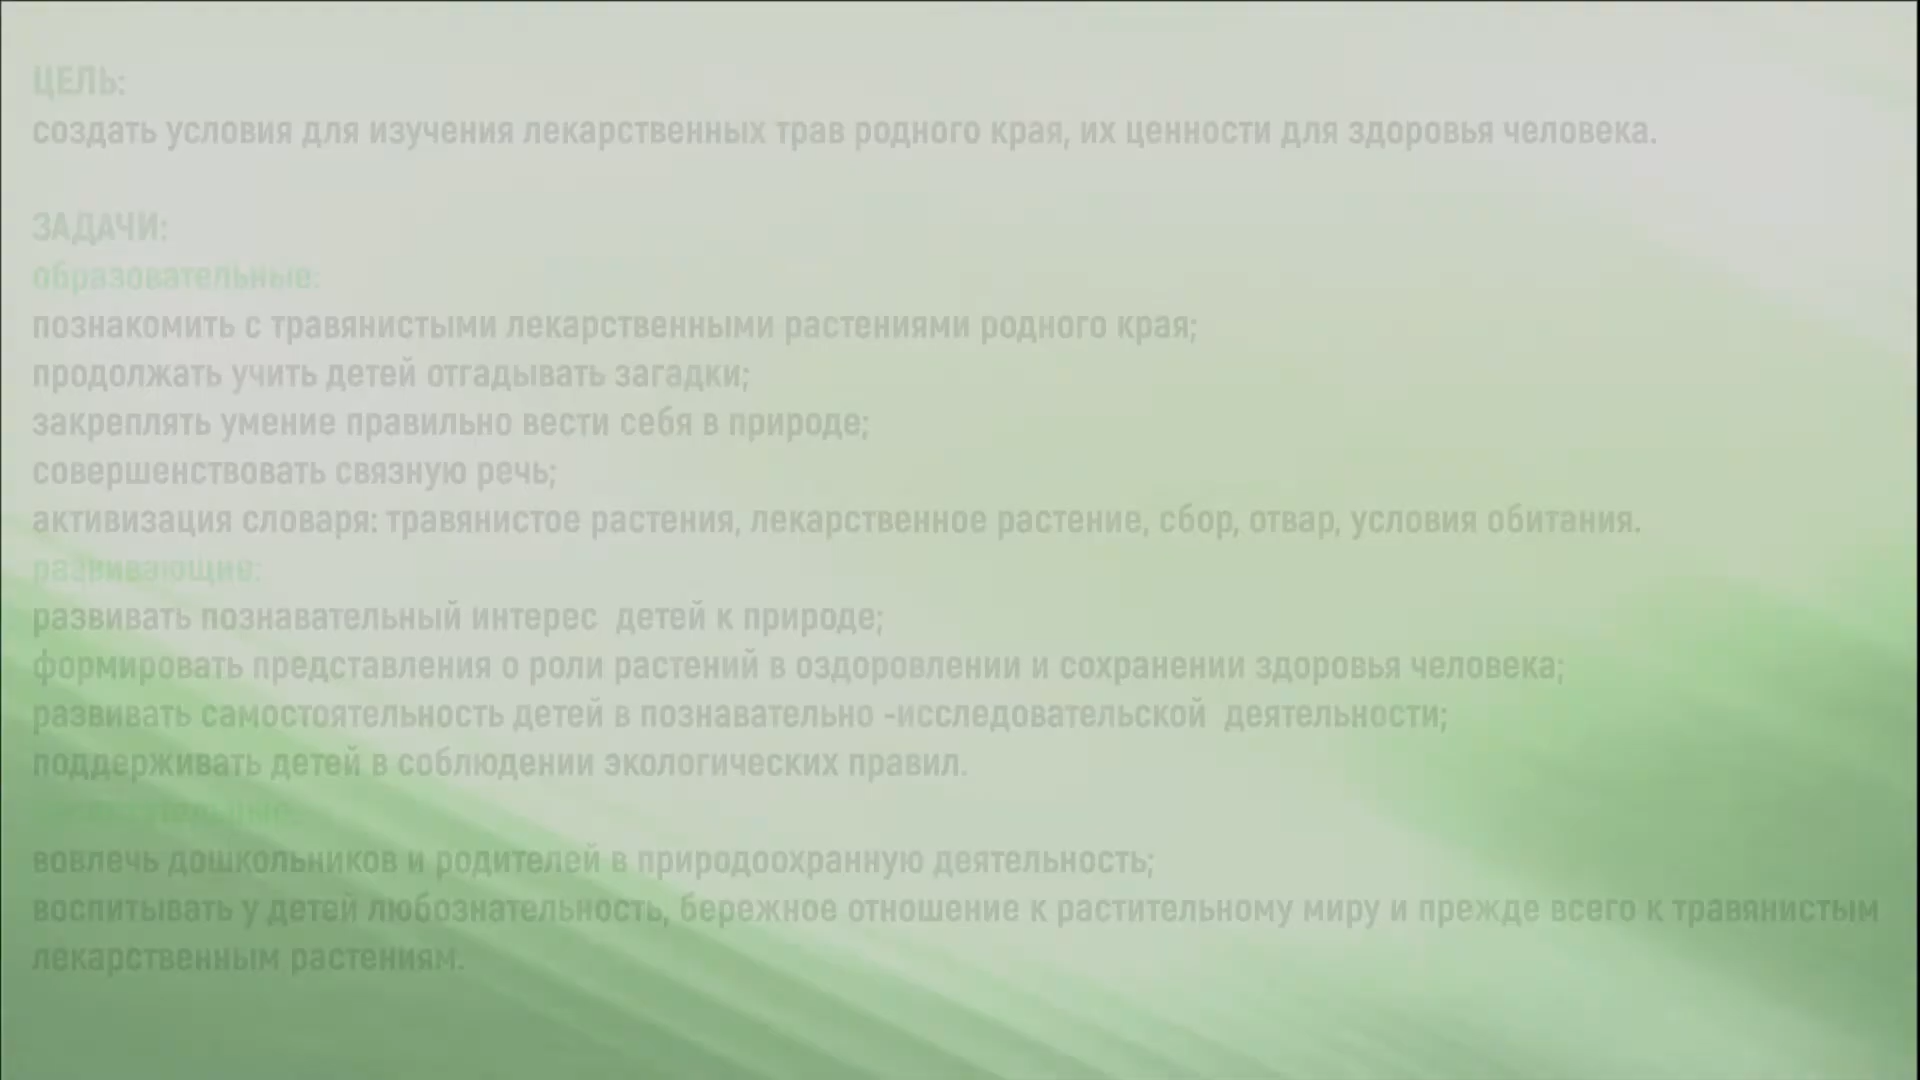 ЦЕЛЬ:
создать условия для изучения лекарственных трав родного края, их ценности для здоровья человека.
ЗАДАЧИ:
образовательные:
познакомить с травянистыми лекарственными растениями родного края;
продолжать учить детей отгадывать загадки;
закреплять умение правильно вести себя в природе;
совершенствовать связную речь;
активизация словаря: травянистое растения, лекарственное растение, сбор, отвар, условия обитания.
развивающие:
развивать познавательный интерес  детей к природе;
формировать представления о роли растений в оздоровлении и сохранении здоровья человека;
развивать самостоятельность детей в познавательно -исследовательской  деятельности;
поддерживать детей в соблюдении экологических правил.
вовлечь дошкольников и родителей в природоохранную деятельность;
воспитывать у детей любознательность, бережное отношение к растительному миру и прежде всего к травянистым
лекарственным растениям.